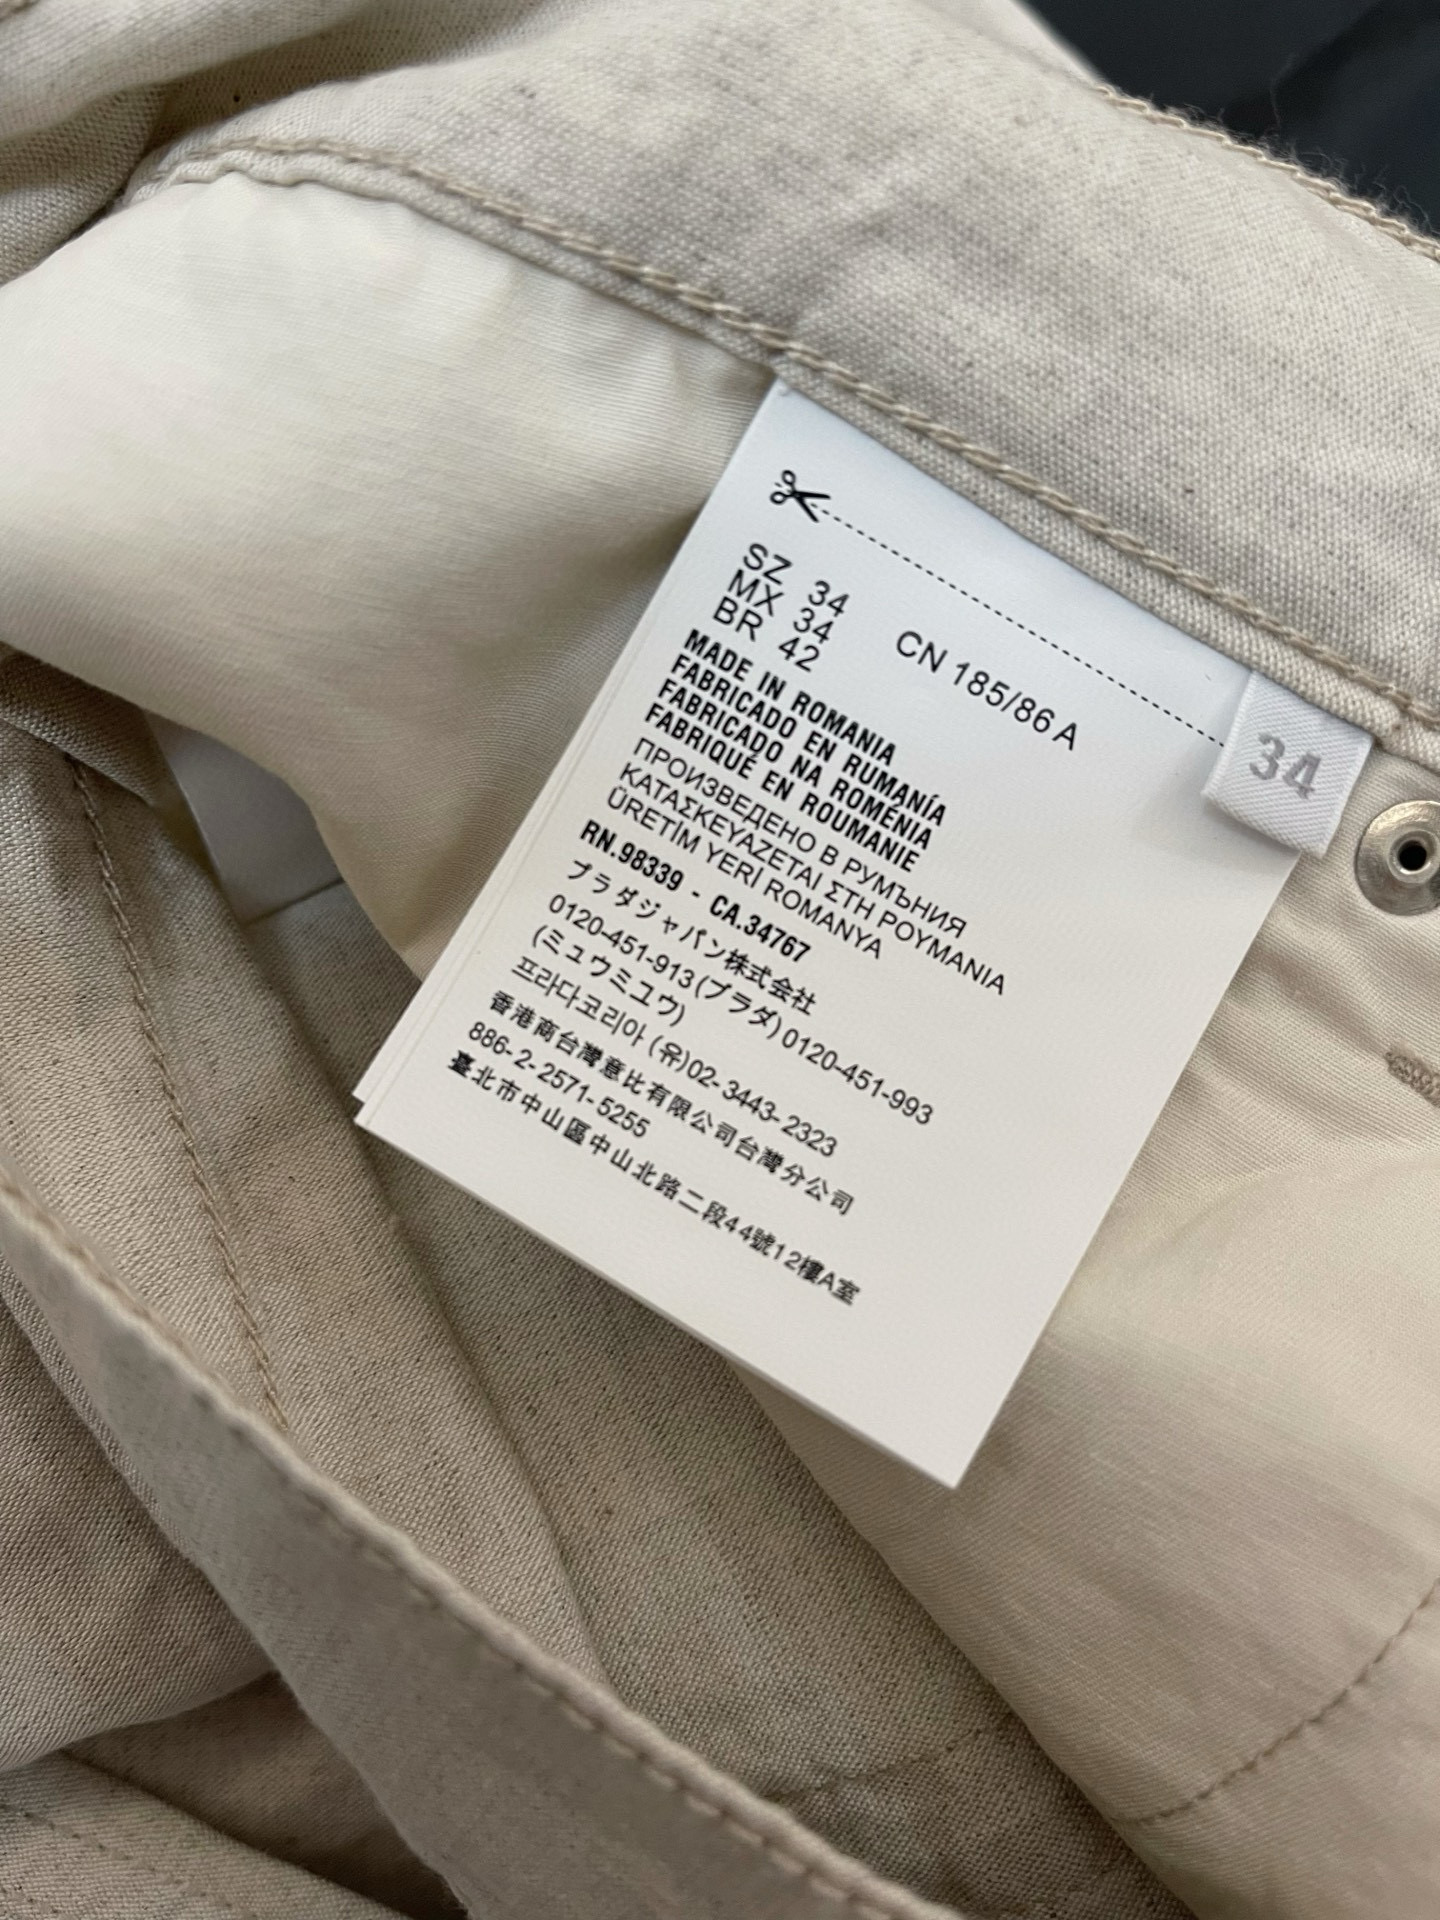 SZ 34
MX 34 CN 185/86 A
BR 42
MADE IN ROMANIA
FABRICADO EN RUMANÍA
FABRICADO NA ROMÉNIA
FABRIQUÉ EN ROUMANIE
ПРОИЗВЕДЕНО В РУМЪНИЯ
ΚΑΤΑΣΚΕΥΑΖΕΤΑΙ ΣΤΗ ΡΟΥΜΑΝΙΑ
ÜRETİM YERİ ROMANYA
RN.98339 - CA.34767
プラダジャパン株式会社
0120-451-913(プラダ)0120-451-993
(ミュウミュウ)
프라다코리아 (유)02-3443-2323
香港商台灣意比有限公司台灣分公司
886-2-2571-5255
臺北市中山區中山北路二段44號12樓A室
34